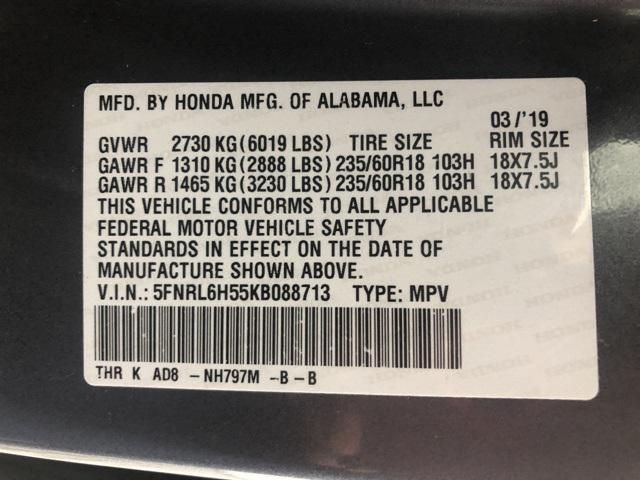 MFD. BY HONDA MFG. OF ALABAMA, LLC
03/'19
GVWR 2730 KG(6019 LBS) TIRE SIZE RIM SIZE
GAWR F 1310 KG(2888 LBS) 235/60R18 103H 18X7.5J
GAWR R 1465 KG(3230 LBS) 235/60R18 103H 18X7.5J
THIS VEHICLE CONFORMS TO ALL APPLICABLE
FEDERAL MOTOR VEHICLE SAFETY
STANDARDS IN EFFECT ON THE DATE OF
MANUFACTURE SHOWN ABOVE.
V.I.N.: 5FNRL6H55KB088713 TYPE: MPV
THR K AD8 -NH797M -B-B